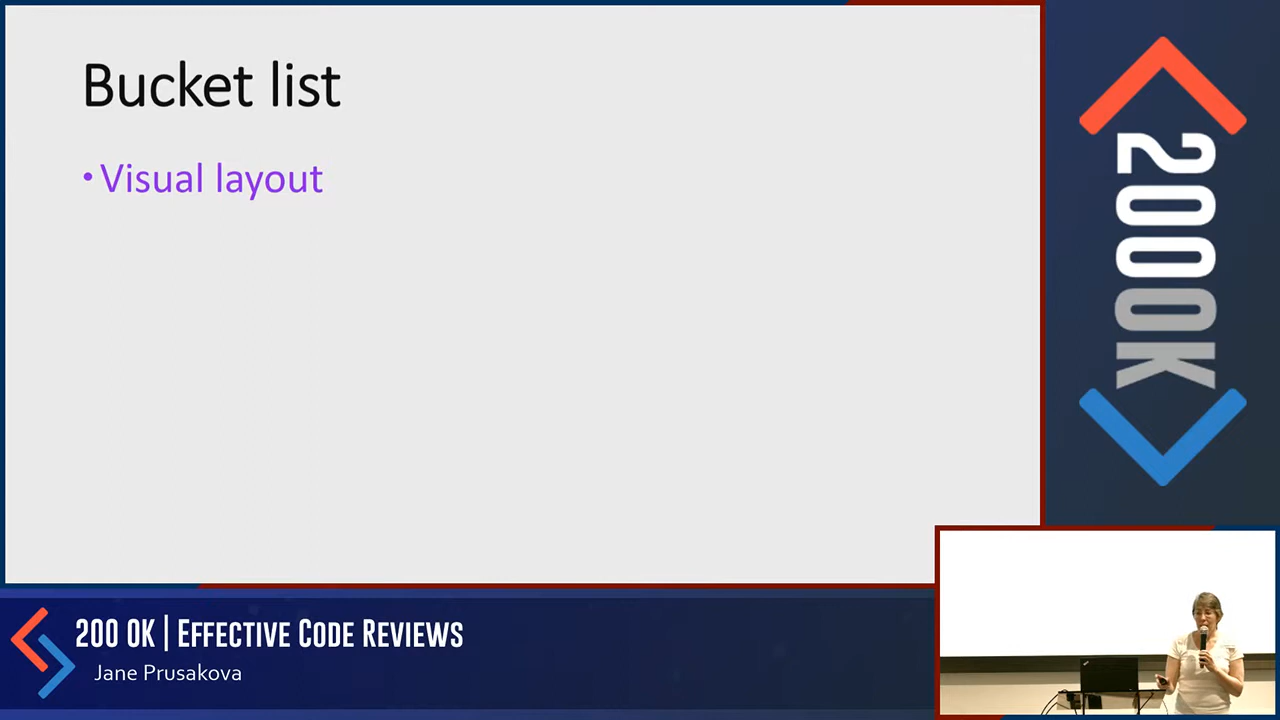 Bucket list
• Visual layout
200OK
200 OK | Effective Code Reviews
Jane Prusakova